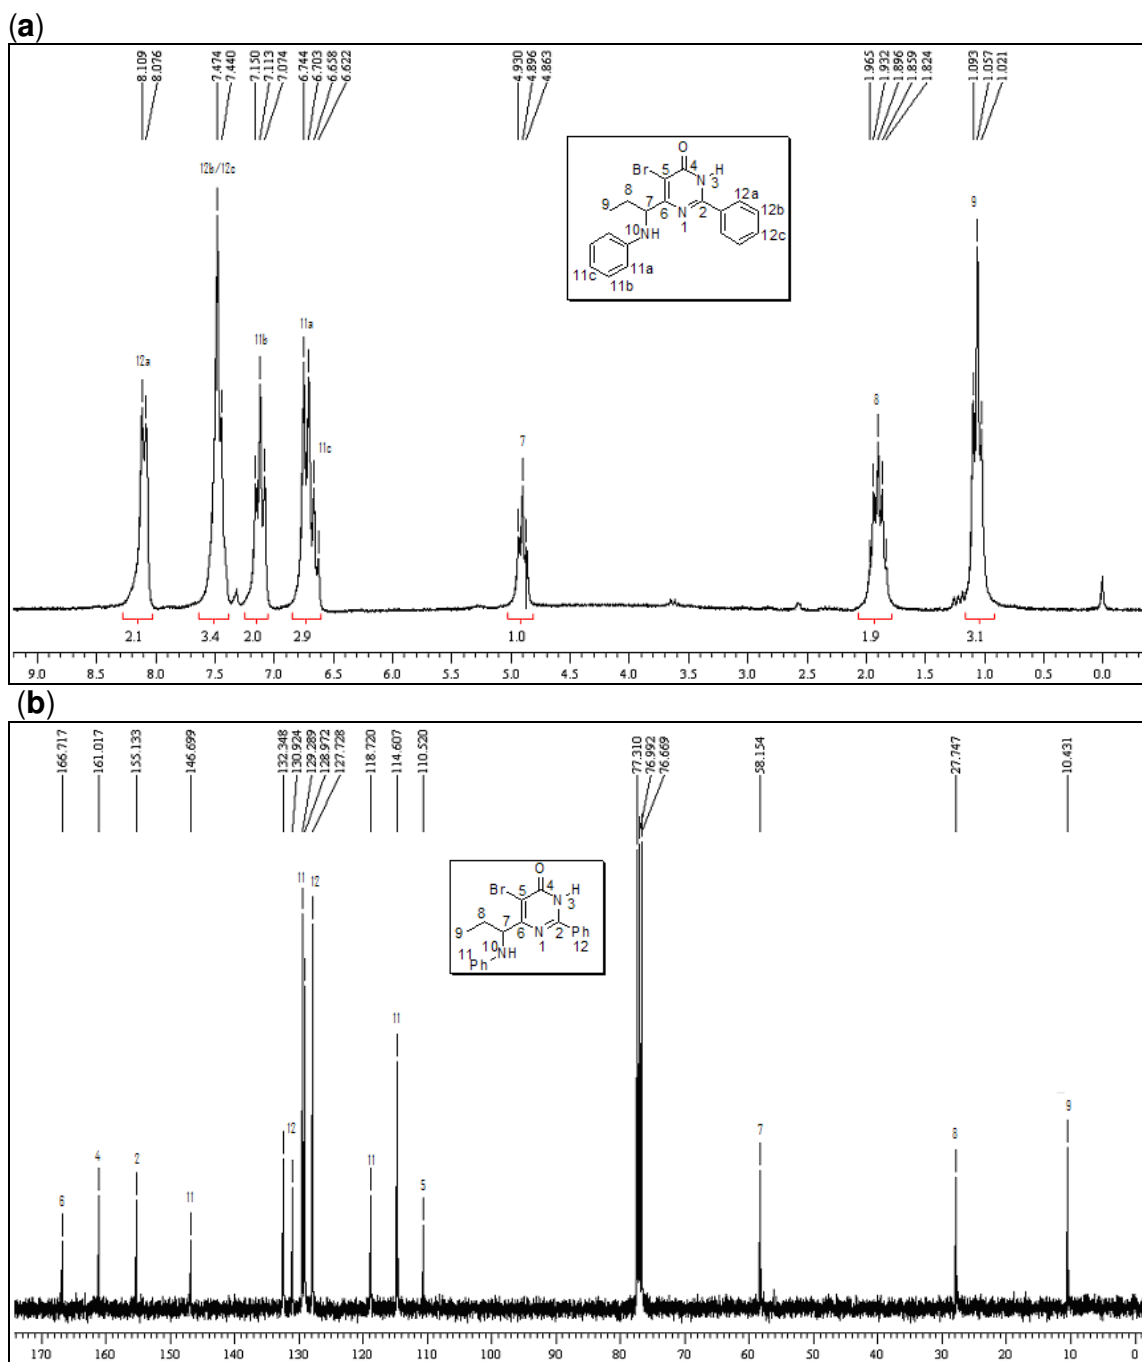 (a)
8.109 8.076 7.474 7.440 7.150 7.113 7.074 6.744 6.703 6.658 6.622 4.930 4.896 4.863 1.965 1.932 1.896 1.859 1.824 1.093 1.057 1.021
12b/12c
O
Br 5 4 N H 3
8 12a
9 7 6 N 1 2 12b
10 NH 12c
11c 11a
11b
9
12a 11b 11a
11c 7 8
2.1 3.4 2.0 2.9 1.0 1.9 3.1
9.0 8.5 8.0 7.5 7.0 6.5 6.0 5.5 5.0 4.5 4.0 3.5 3.0 2.5 2.0 1.5 1.0 0.5 0.0
(b)
166.717 161.017 155.133 146.699 132.348 130.924 129.289 128.972 127.728 118.720 114.607 110.520 77.310 76.992 76.669 58.154 27.747 10.431
O
Br 5 4 N H 3
8
9 7 6 N 1 2 Ph
10 NH 12
11 Ph
11 12
11
6 4 2 11 12 11 5 7 8 9
170 160 150 140 130 120 110 100 90 80 70 60 50 40 30 20 10 0